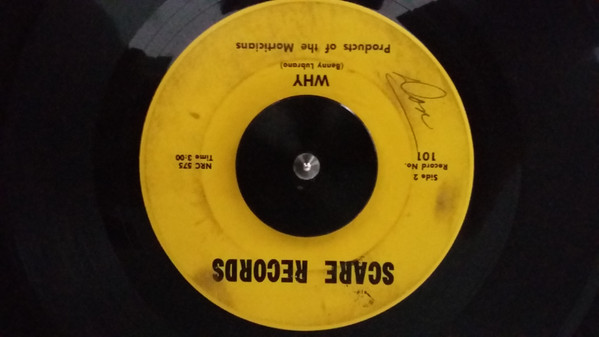 SCARE RECORDS
Side 2
Record No.
101
NRC 575
Time 3:00
WHY
(Benny Lubrano)
Products of the Morticians
Don